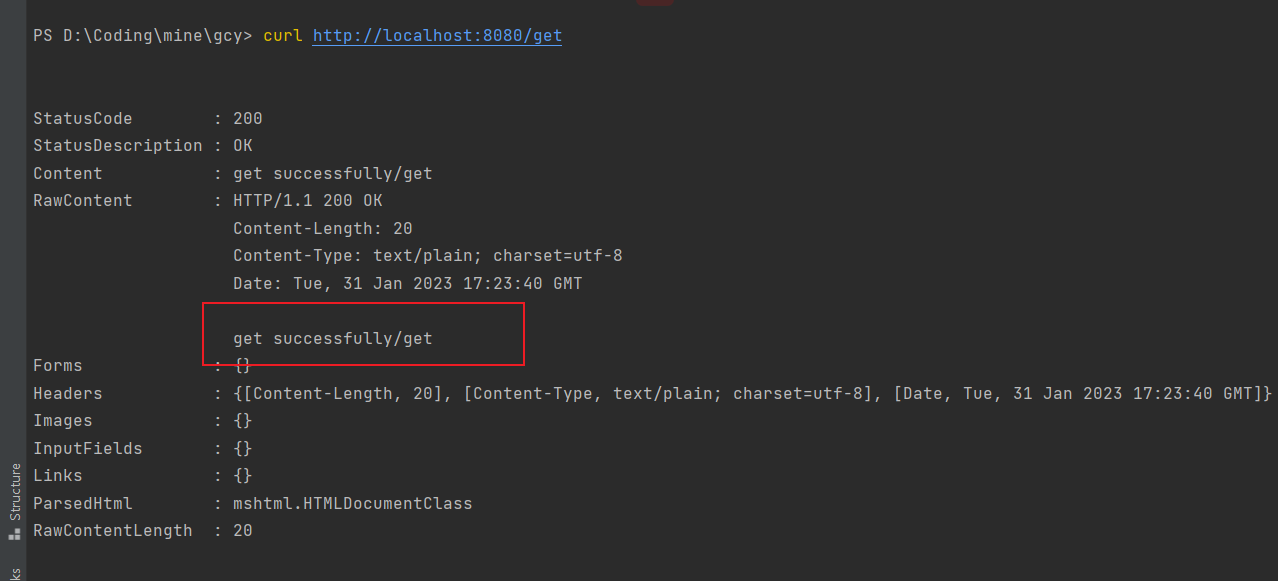 PS D:\Coding\mine\gcy> curl http://localhost:8080/get
StatusCode : 200
StatusDescription : OK
Content : get successfully/get
RawContent : HTTP/1.1 200 OK
Content-Length: 20
Content-Type: text/plain; charset=utf-8
Date: Tue, 31 Jan 2023 17:23:40 GMT
get successfully/get
Forms : {}
Headers : {[Content-Length, 20], [Content-Type, text/plain; charset=utf-8], [Date, Tue, 31 Jan 2023 17:23:40 GMT]}
Images : {}
InputFields : {}
Links : {}
ParsedHtml : mshtml.HTMLDocumentClass
RawContentLength : 20
Structure